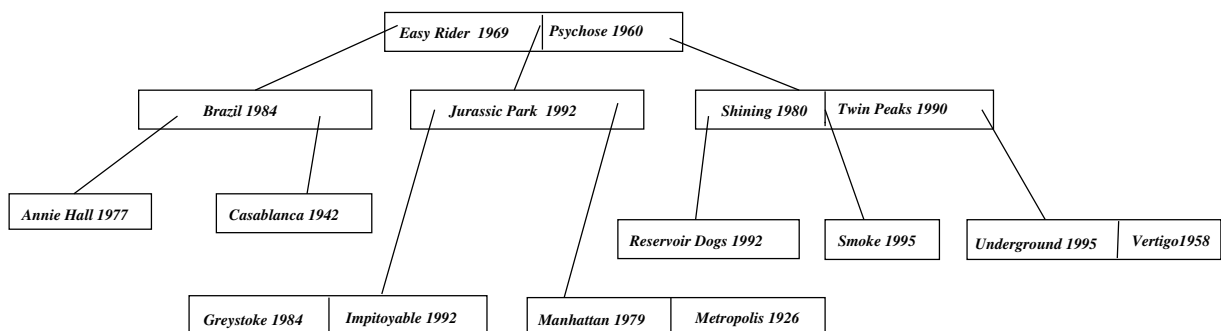 Easy Rider 1969 Psychose 1960
Brazil 1984 Jurassic Park 1992 Shining 1980 Twin Peaks 1990
Annie Hall 1977 Casablanca 1942
Reservoir Dogs 1992 Smoke 1995 Underground 1995 Vertigo1958
Greystoke 1984 Impitoyable 1992 Manhattan 1979 Metropolis 1926